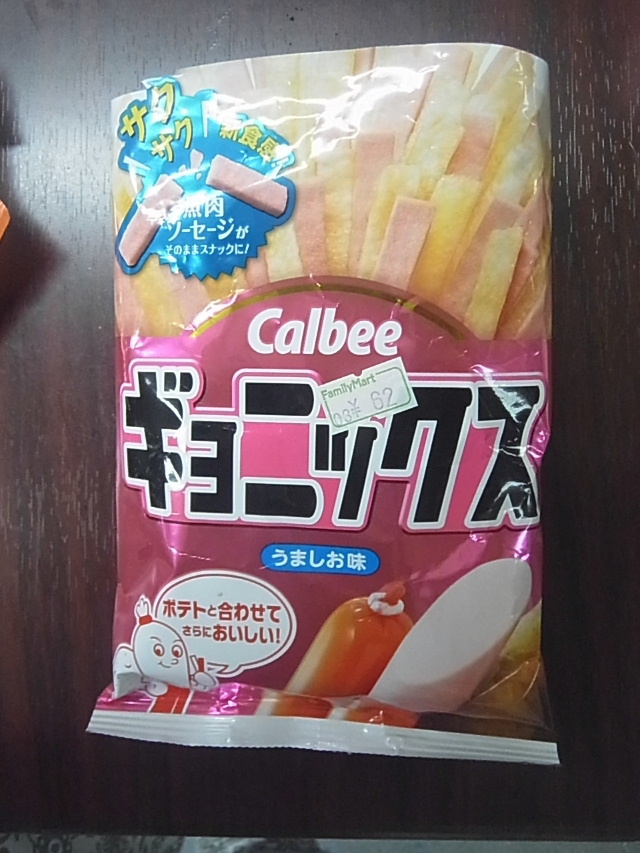 サクサク
新食感
魚肉
ソーセージが
そのままスナックに!
Calbee
ギョニックス
FamilyMart
03¥ 62
うましお味
ポテトと合わせて
さらにおいしい!